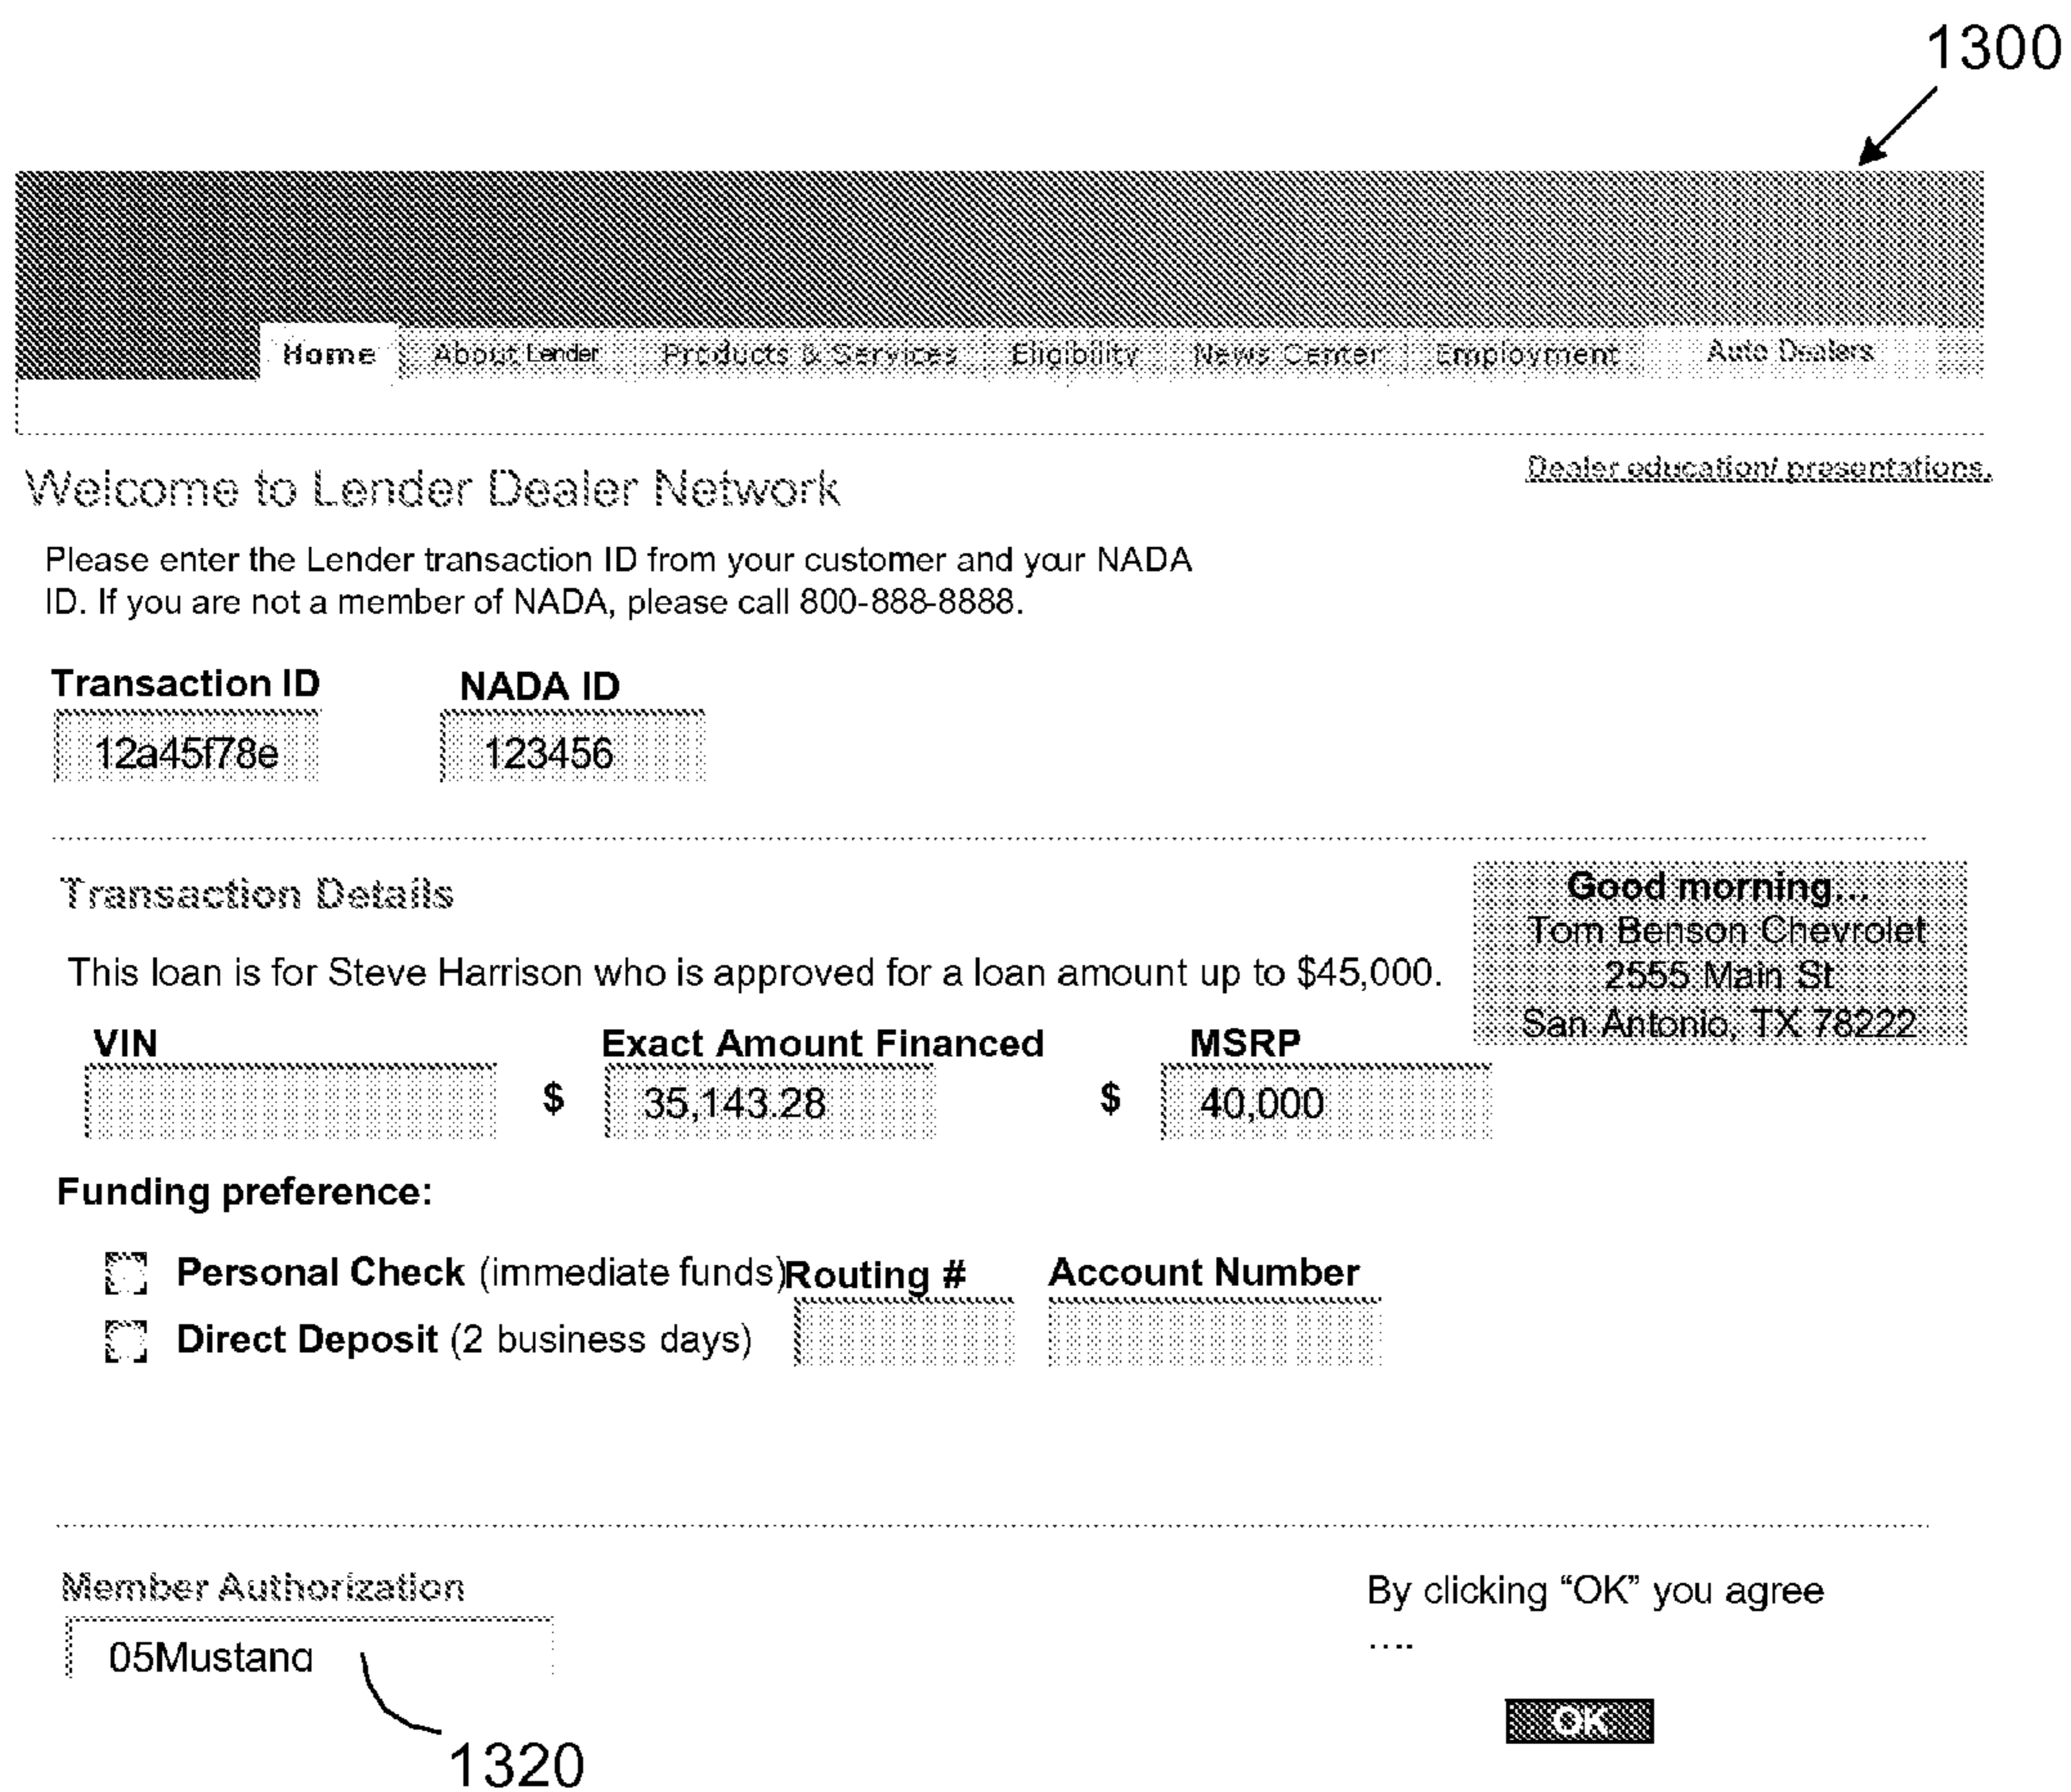 1300
Home About Lender Products & Services Eligibility News Center Employment Auto Dealers
Dealer education/ presentations.
Welcome to Lender Dealer Network
Please enter the Lender transaction ID from your customer and your NADA
ID. If you are not a member of NADA, please call 800-888-8888.
Transaction ID NADA ID
12a45f78e 123456
Transaction Details
Good morning...
Tom Benson Chevrolet
2555 Main St
San Antonio, TX 78222
This loan is for Steve Harrison who is approved for a loan amount up to $45,000.
VIN Exact Amount Financed MSRP
$ 35,143.28 $ 40,000
Funding preference:
Personal Check (immediate funds) Routing # Account Number
Direct Deposit (2 business days)
Member Authorization
05Mustang
1320
By clicking “OK” you agree
....
OK